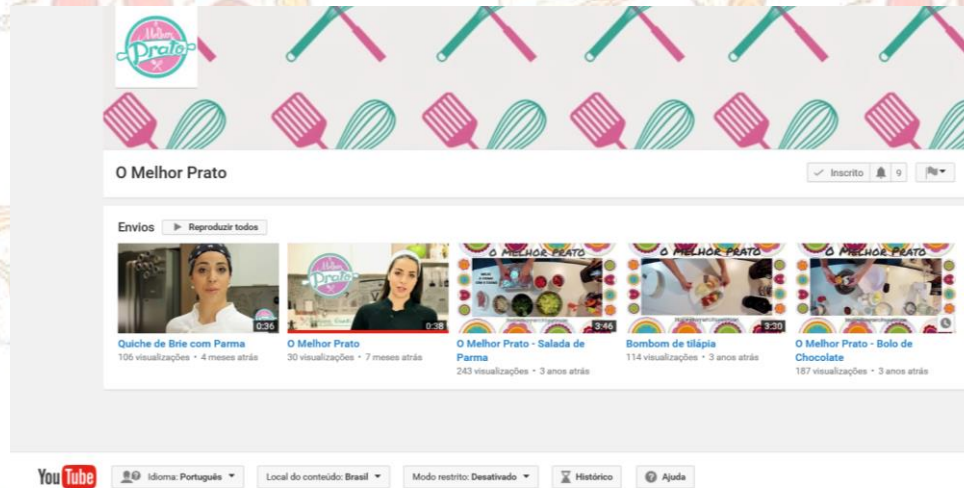 O Melhor
Prato
O Melhor Prato
Inscrito 9
Envios Reproduzir todos
O Melhor
Prato
O MELHOR PRATO
O MELHOR PRATO
O MELHOR PRATO
0:36
0:38
3:46
3:30
Quiche de Brie com Parma
106 visualizações • 4 meses atrás
O Melhor Prato
30 visualizações • 7 meses atrás
O Melhor Prato - Salada de
Parma
243 visualizações • 3 anos atrás
Bombom de tilápia
114 visualizações • 3 anos atrás
O Melhor Prato - Bolo de
Chocolate
187 visualizações • 3 anos atrás
YouTube Idioma: Português Local do conteúdo: Brasil Modo restrito: Desativado Histórico Ajuda